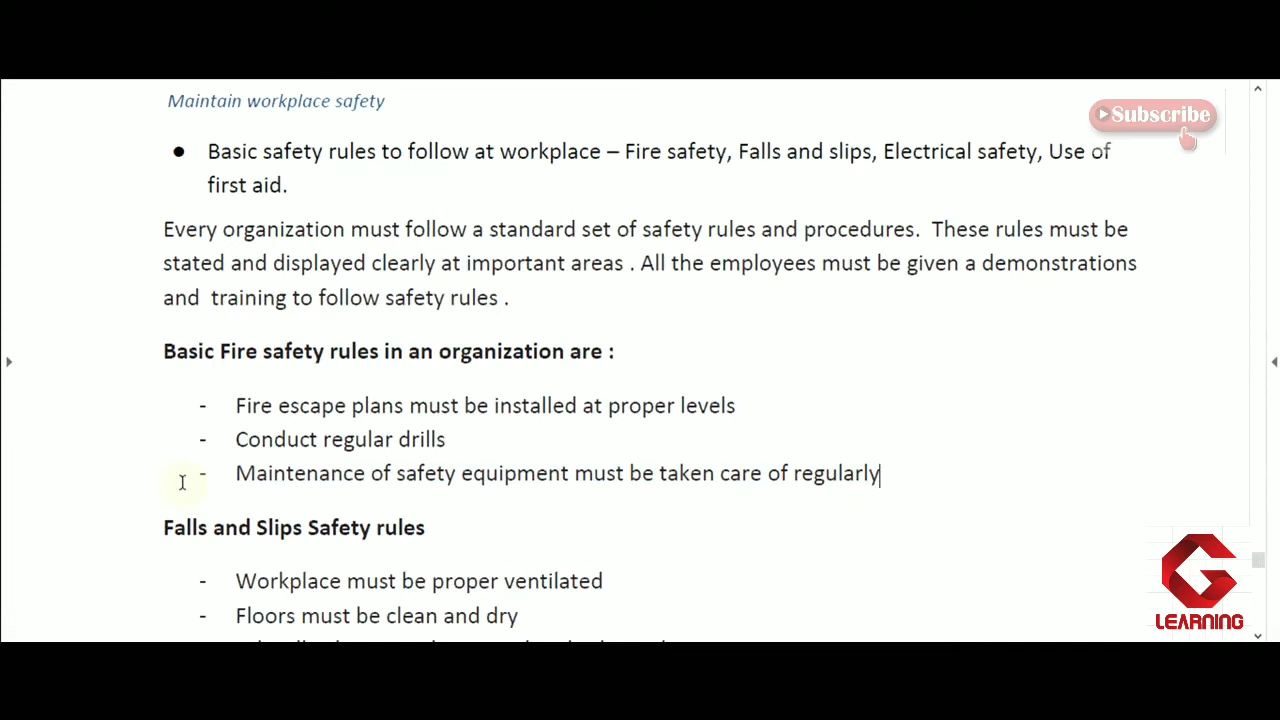 Maintain workplace safety
Subscribe
● Basic safety rules to follow at workplace – Fire safety, Falls and slips, Electrical safety, Use of
first aid.
Every organization must follow a standard set of safety rules and procedures.  These rules must be
stated and displayed clearly at important areas . All the employees must be given a demonstrations
and  training to follow safety rules .
Basic Fire safety rules in an organization are :
- Fire escape plans must be installed at proper levels
- Conduct regular drills
- Maintenance of safety equipment must be taken care of regularly
Falls and Slips Safety rules
- Workplace must be proper ventilated
- Floors must be clean and dry
LEARNING